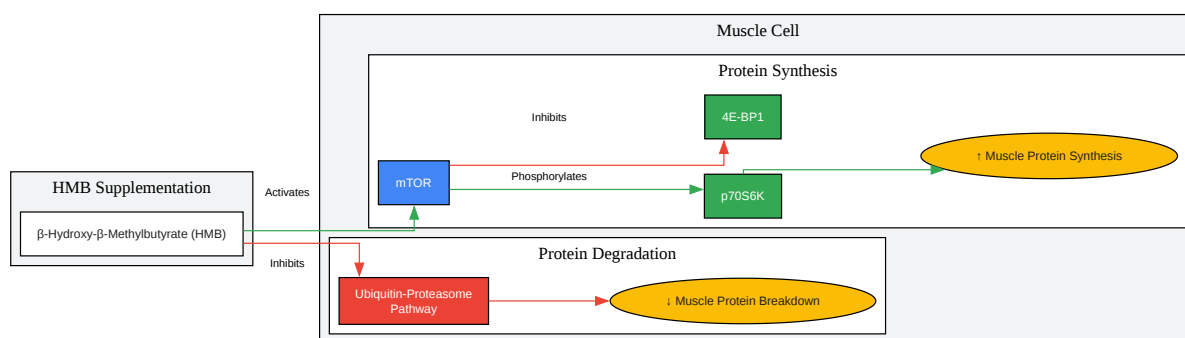 Muscle Cell
Protein Synthesis
Inhibits
4E-BP1
↑ Muscle Protein Synthesis
mTOR
Phosphorylates
p70S6K
HMB Supplementation
Activates
β-Hydroxy-β-Methylbutyrate (HMB)
Inhibits
Protein Degradation
Ubiquitin-Proteasome
Pathway
↓ Muscle Protein Breakdown